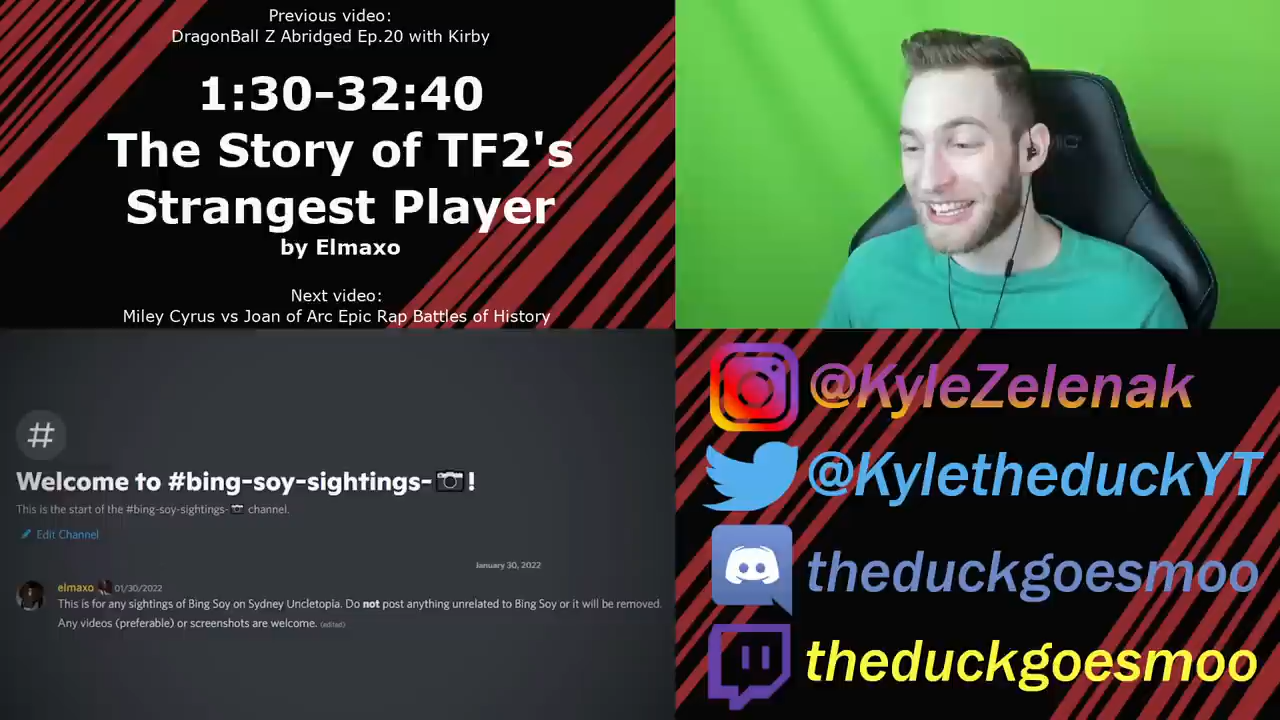 Previous video:
DragonBall Z Abridged Ep.20 with Kirby
1:30-32:40
The Story of TF2's
Strangest Player
by Elmaxo
Next video:
Miley Cyrus vs Joan of Arc Epic Rap Battles of History
#
Welcome to #bing-soy-sightings-📷!
This is the start of the #bing-soy-sightings-📷 channel.
Edit Channel
January 30, 2022
elmaxo 01/30/2022
This is for any sightings of Bing Soy on Sydney Uncletopia. Do not post anything unrelated to Bing Soy or it will be removed.
Any videos (preferable) or screenshots are welcome. (edited)
@KyleZelenak
@KyletheduckYT
theduckgoesmoo
theduckgoesmoo